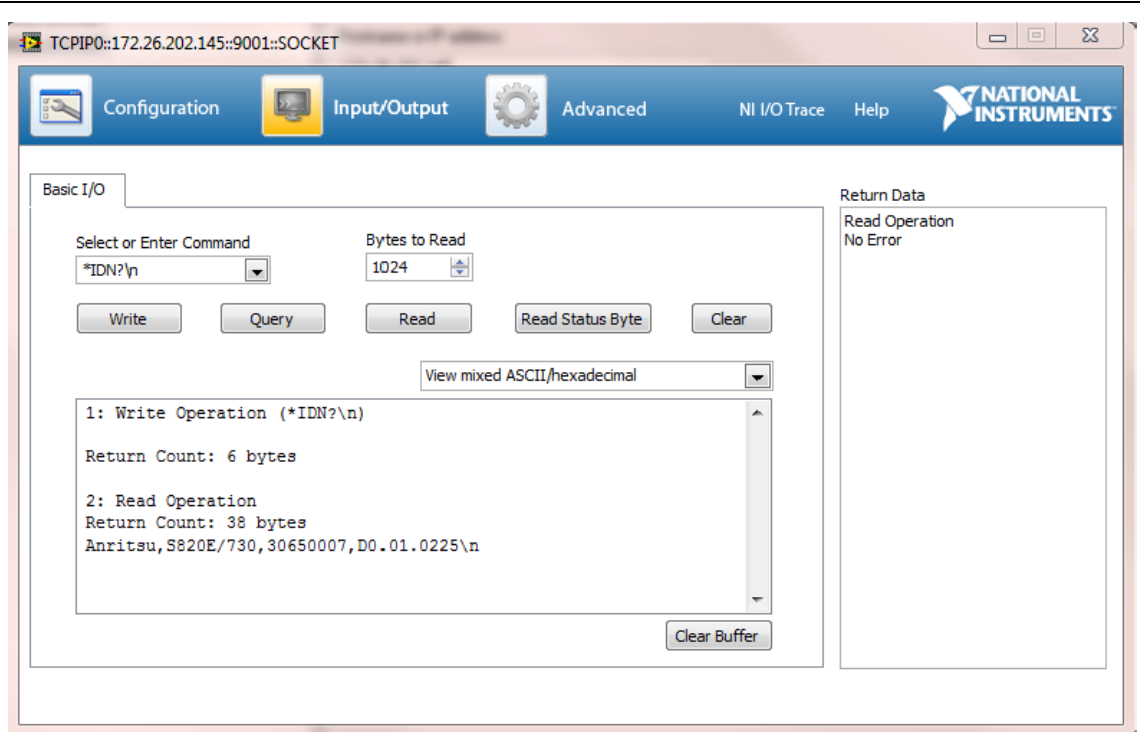 TCPIP0::172.26.202.145::9001::SOCKET
Configuration Input/Output Advanced NI I/O Trace Help NATIONAL INSTRUMENTS
Basic I/O
Select or Enter Command Bytes to Read
*IDN?\n 1024
Write Query Read Read Status Byte Clear
View mixed ASCII/hexadecimal
1: Write Operation (*IDN?\n)
Return Count: 6 bytes
2: Read Operation
Return Count: 38 bytes
Anritsu,S820E/730,30650007,D0.01.0225\n
Clear Buffer
Return Data
Read Operation
No Error